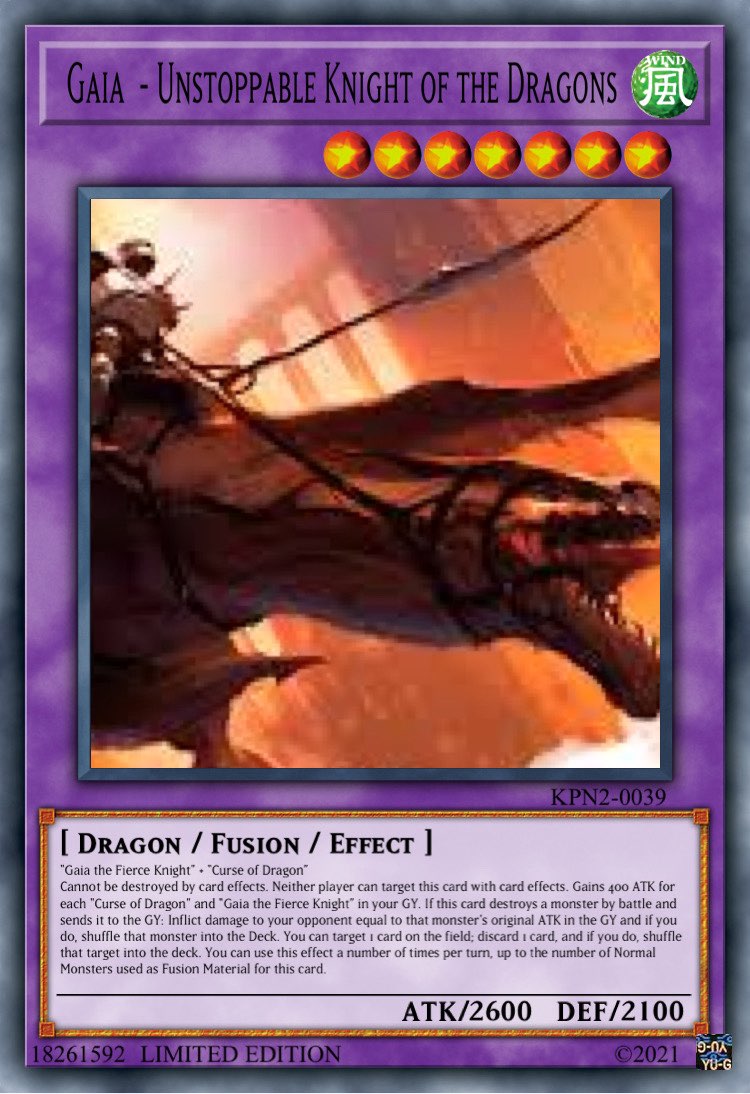 Gaia - Unstoppable Knight of the Dragons
WIND
風
KPN2-0039
[ Dragon / Fusion / Effect ]
"Gaia the Fierce Knight" + "Curse of Dragon"
Cannot be destroyed by card effects. Neither player can target this card with card effects. Gains 400 ATK for
each "Curse of Dragon" and "Gaia the Fierce Knight" in your GY. If this card destroys a monster by battle and
sends it to the GY: Inflict damage to your opponent equal to that monster's original ATK in the GY and if you
do, shuffle that monster into the Deck. You can target 1 card on the field; discard 1 card, and if you do, shuffle
that target into the deck. You can use this effect a number of times per turn, up to the number of Normal
Monsters used as Fusion Material for this card.
ATK/2600 DEF/2100
18261592 LIMITED EDITION
©2021
YU-G
YU-G